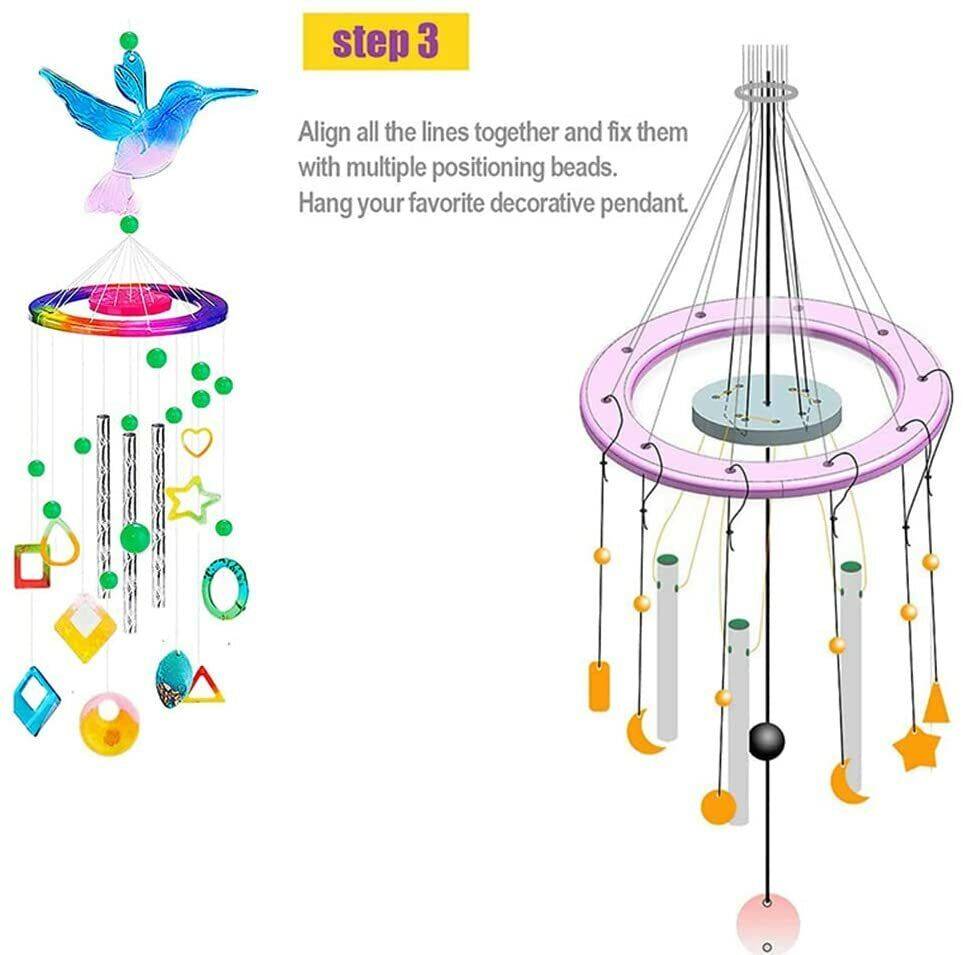 step 3
Align all the lines together and fix them
with multiple positioning beads.
Hang your favorite decorative pendant.